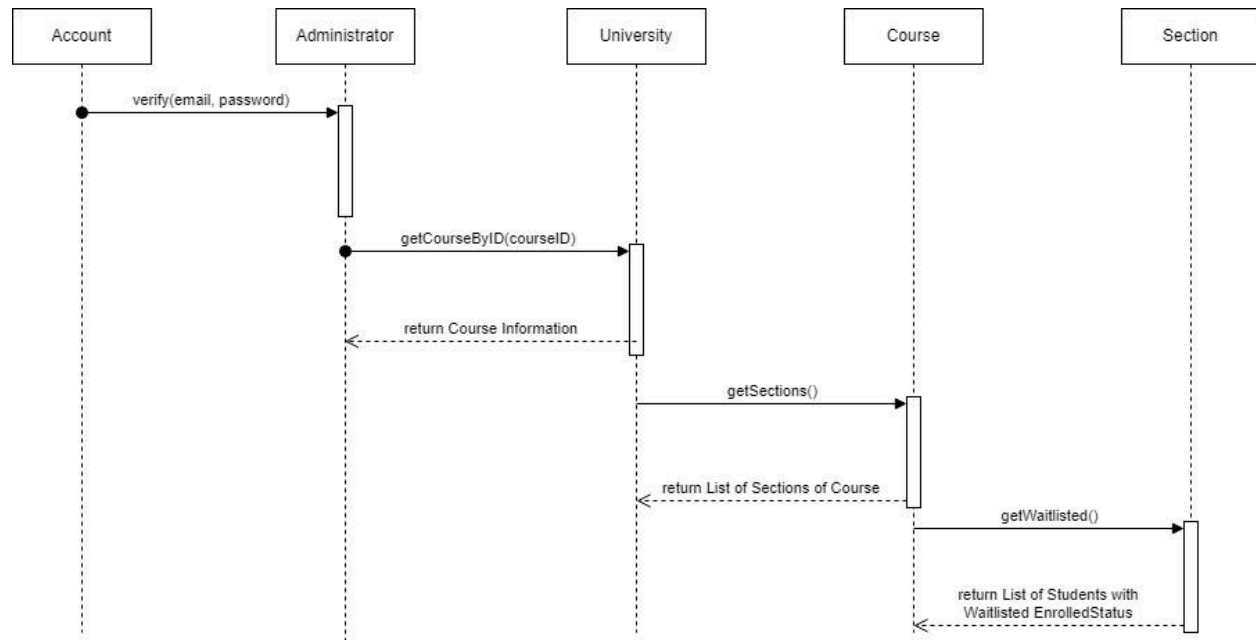 Account
Administrator
University
Course
Section
verify(email, password)
getCourseByID(courseID)
return Course Information
getSections()
return List of Sections of Course
getWaitlisted()
return List of Students with
Waitlisted EnrolledStatus